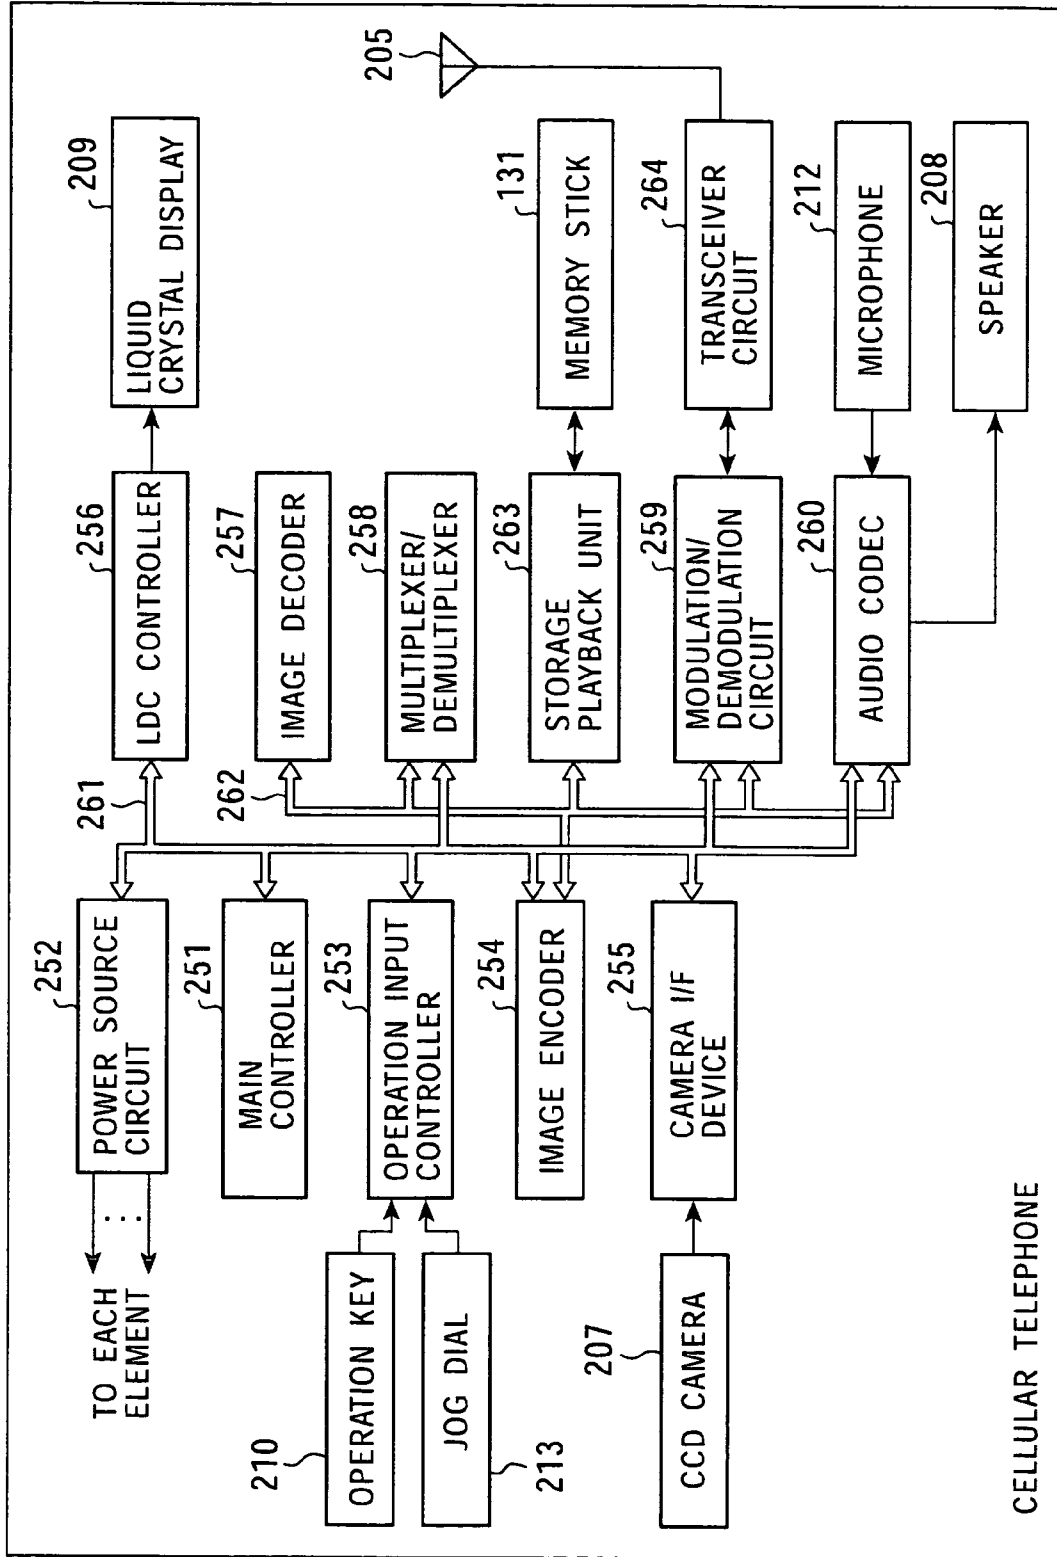 TO EACH
ELEMENT
252
POWER SOURCE
CIRCUIT
261
256
LDC CONTROLLER
209
LIQUID
CRYSTAL DISPLAY
251
MAIN
CONTROLLER
262
257
IMAGE DECODER
210
OPERATION KEY
213
JOG DIAL
253
OPERATION INPUT
CONTROLLER
258
MULTIPLEXER/
DEMULTIPLEXER
205
254
IMAGE ENCODER
263
STORAGE
PLAYBACK UNIT
131
MEMORY STICK
207
CCD CAMERA
255
CAMERA I/F
DEVICE
259
MODULATION/
DEMODULATION
CIRCUIT
264
TRANSCEIVER
CIRCUIT
260
AUDIO CODEC
212
MICROPHONE
208
SPEAKER
CELLULAR TELEPHONE